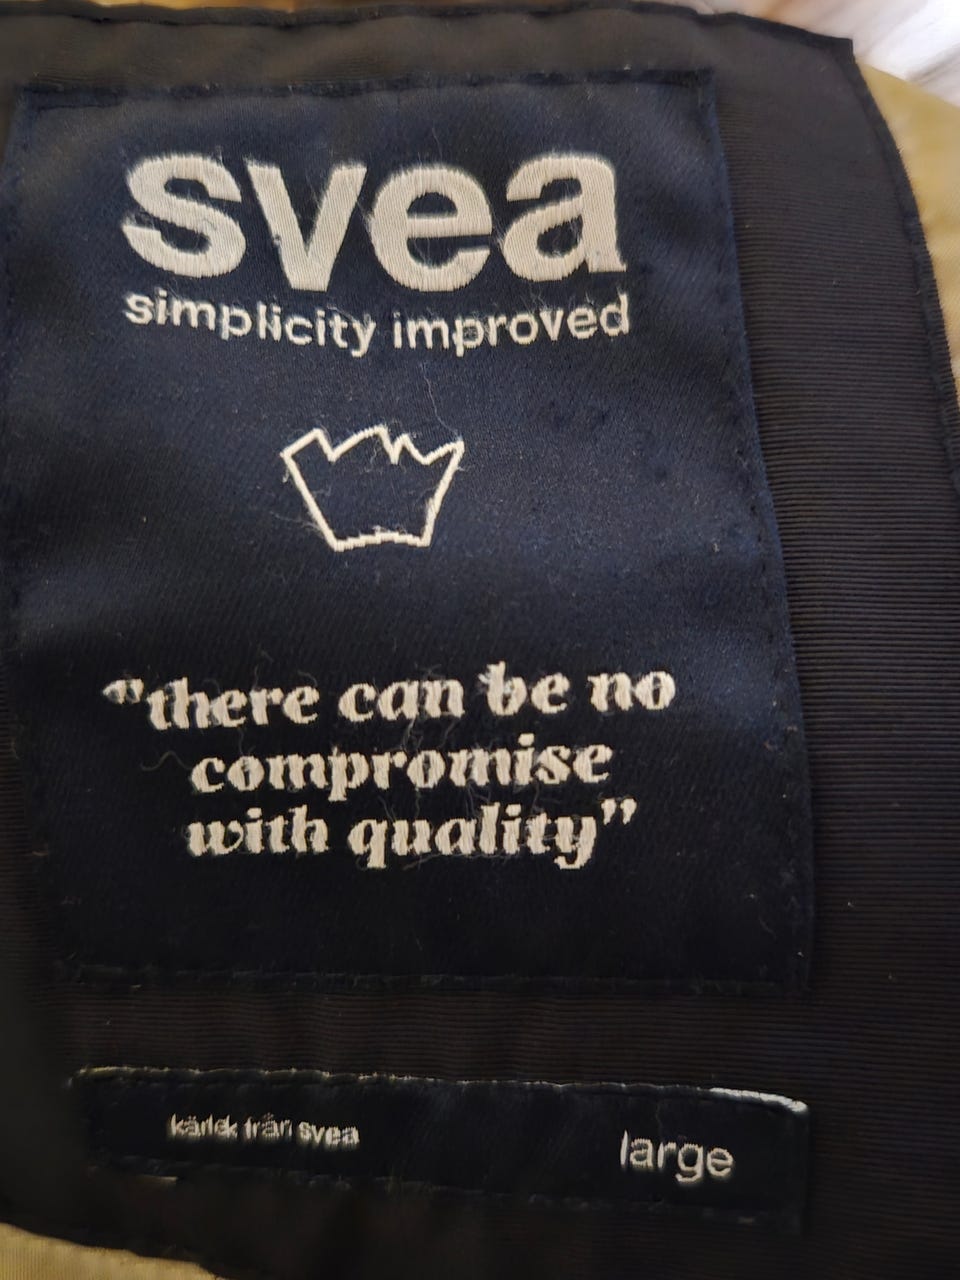 svea
simplicity improved
"there can be no
compromise
with quality"
kärlek från svea
large